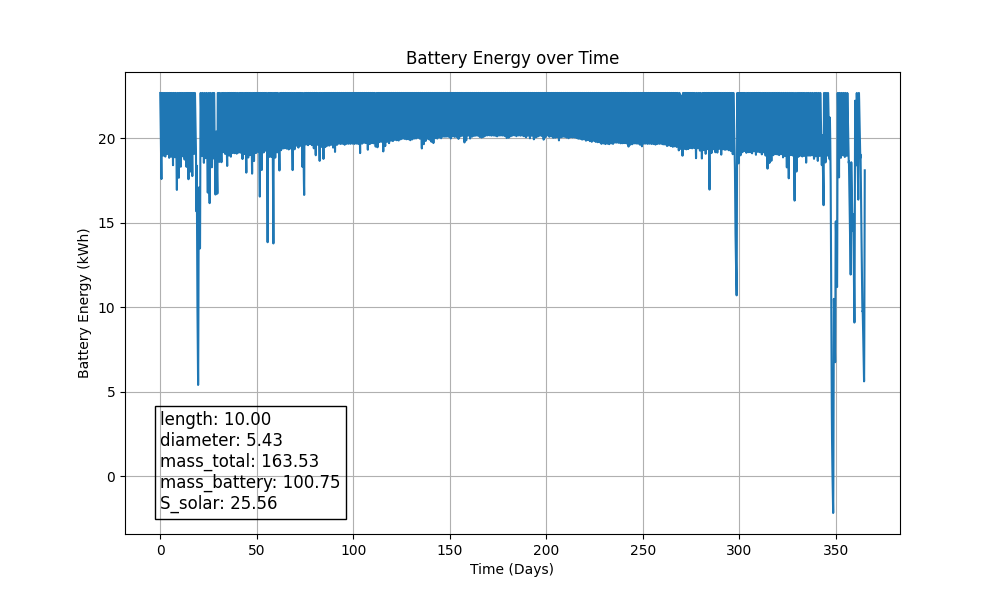 Battery Energy over Time
Battery Energy (kWh)
20
15
10
5
0
length: 10.00
diameter: 5.43
mass_total: 163.53
mass_battery: 100.75
S_solar: 25.56
0 50 100 150 200 250 300 350
Time (Days)